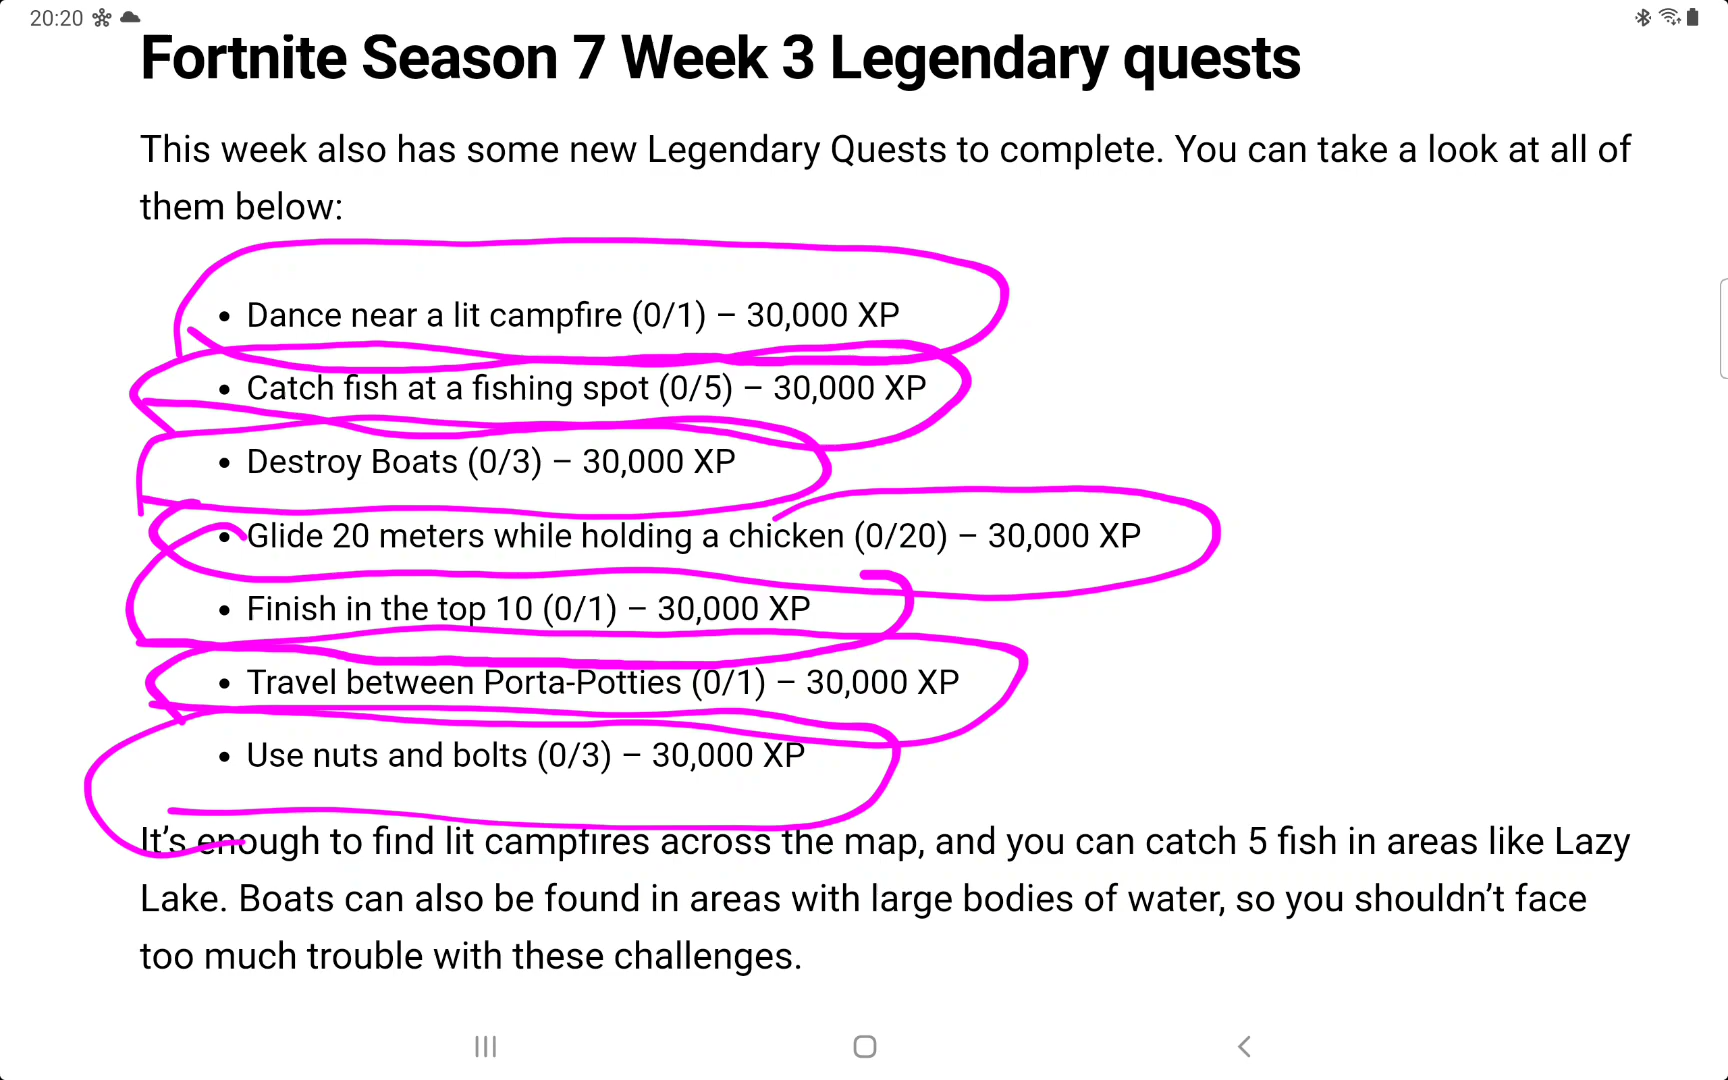 20:20
Fortnite Season 7 Week 3 Legendary quests
This week also has some new Legendary Quests to complete. You can take a look at all of
them below:
• Dance near a lit campfire (0/1) – 30,000 XP
• Catch fish at a fishing spot (0/5) – 30,000 XP
• Destroy Boats (0/3) – 30,000 XP
• Glide 20 meters while holding a chicken (0/20) – 30,000 XP
• Finish in the top 10 (0/1) – 30,000 XP
• Travel between Porta-Potties (0/1) – 30,000 XP
• Use nuts and bolts (0/3) – 30,000 XP
It’s enough to find lit campfires across the map, and you can catch 5 fish in areas like Lazy
Lake. Boats can also be found in areas with large bodies of water, so you shouldn’t face
too much trouble with these challenges.